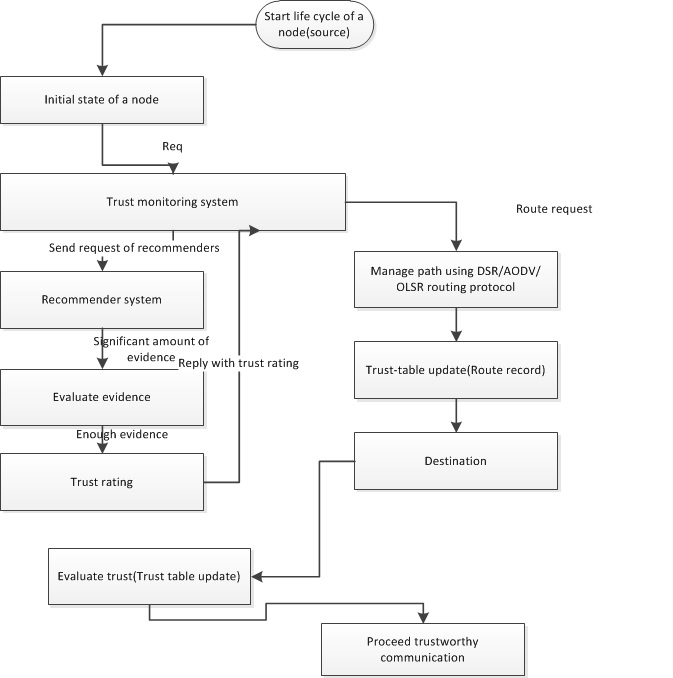 Start life cycle of a
node(source)
Initial state of a node
Req
Trust monitoring system
Route request
Send request of recommenders
Manage path using DSR/AODV/
OLSR routing protocol
Recommender system
Significant amount of
evidence
Reply with trust rating
Trust-table update(Route record)
Evaluate evidence
Enough evidence
Destination
Trust rating
Evaluate trust(Trust table update)
Proceed trustworthy
communication